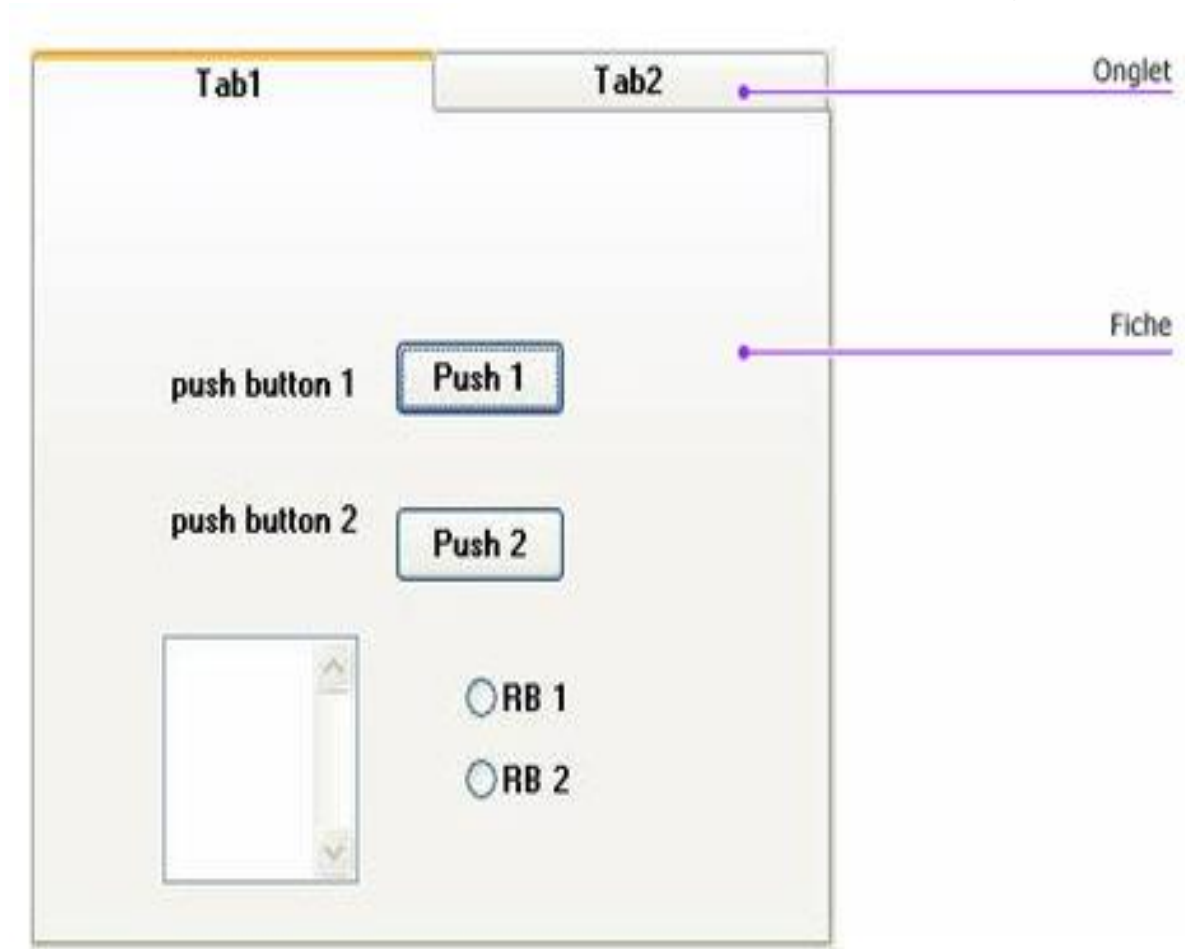 Tab1 Tab2 Onglet
Fiche
push button 1 Push 1
push button 2 Push 2
RB 1
RB 2